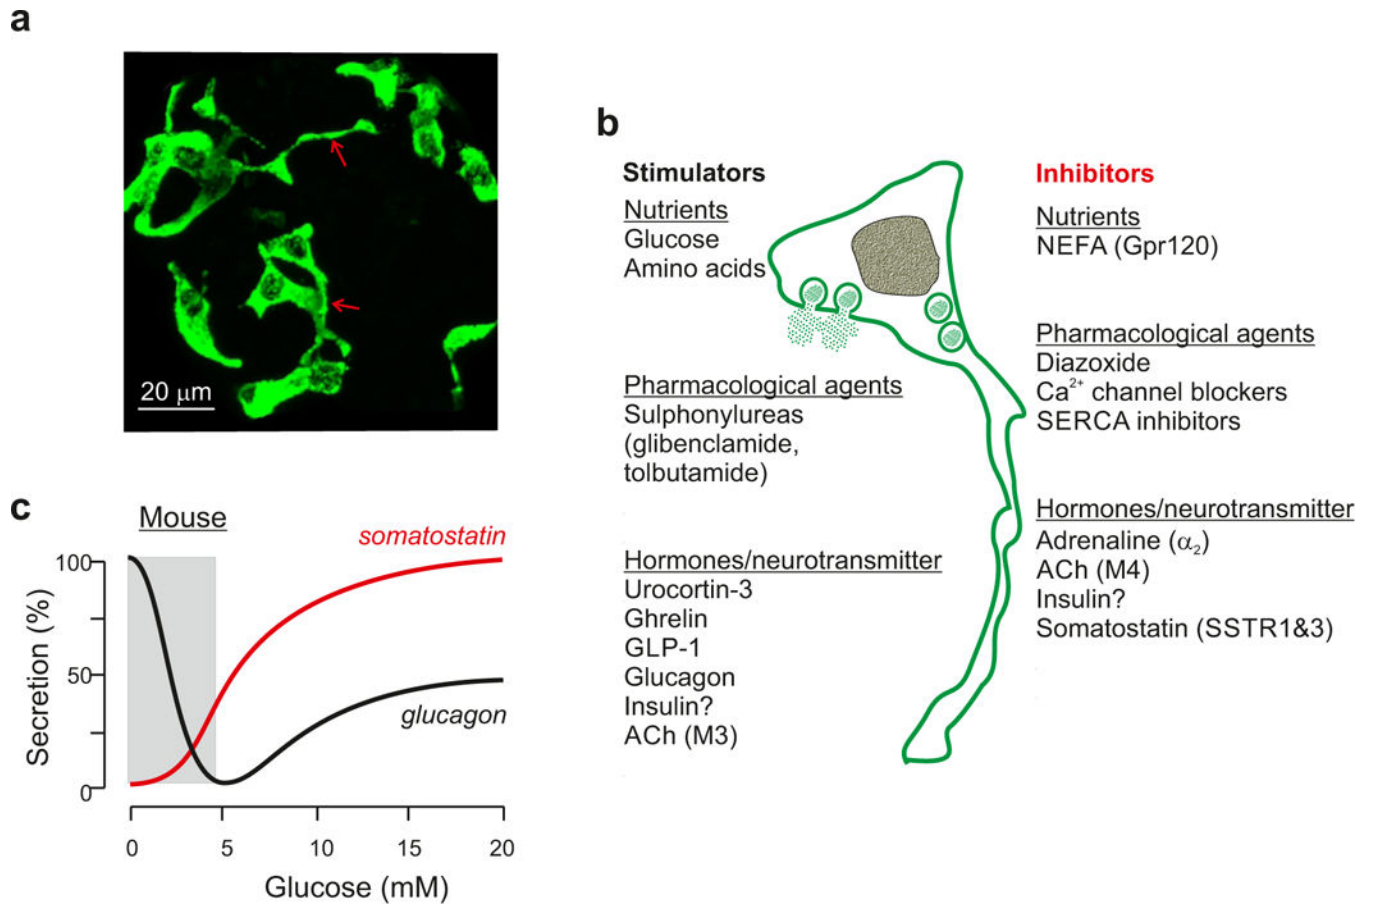 a
20 μm
b
Stimulators
Nutrients
Glucose
Amino acids
Pharmacological agents
Sulphonylureas
(glibenclamide,
tolbutamide)
Hormones/neurotransmitter
Urocortin-3
Ghrelin
GLP-1
Glucagon
Insulin?
ACh (M3)
Inhibitors
Nutrients
NEFA (Gpr120)
Pharmacological agents
Diazoxide
Ca²⁺ channel blockers
SERCA inhibitors
Hormones/neurotransmitter
Adrenaline (α₂)
ACh (M4)
Insulin?
Somatostatin (SSTR1&3)
c
Mouse
somatostatin
glucagon
Secretion (%)
100
50
0
0 5 10 15 20
Glucose (mM)